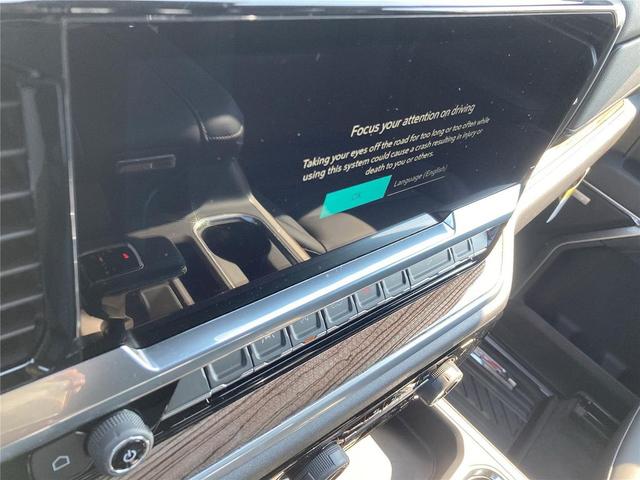 Focus your attention on driving
Taking your eyes off the road for too long or too often while
using this system could cause a crash resulting in injury or
death to you or others.
OK
Language (English)